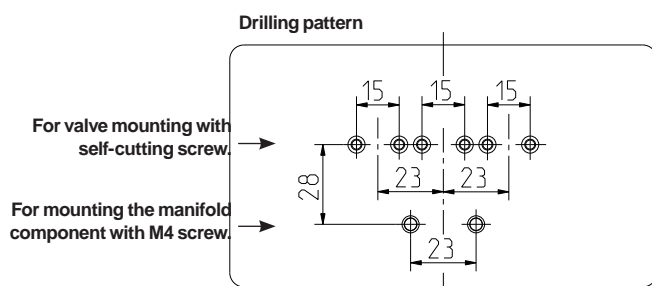 Drilling pattern
15 15 15
For valve mounting with
self-cutting screw.
23 23
28
For mounting the manifold
component with M4 screw.
23